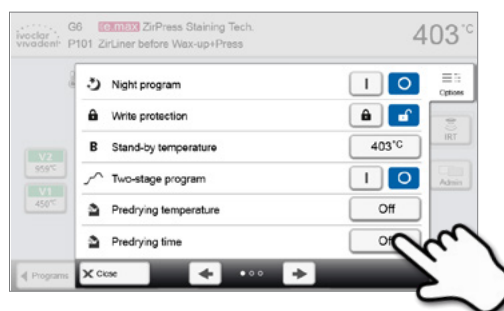 ivoclar
vivadent
G6 IPS e.max ZirPress Staining Tech.
P101 ZirLiner before Wax-up+Press
403°C
Night program
I O
Options
Write protection
IRT
B Stand-by temperature 403°C
V2
959°C
Two-stage program
I O
Admin
V1
450°C
Predrying temperature Off
Predrying time Off
Programs
X Close